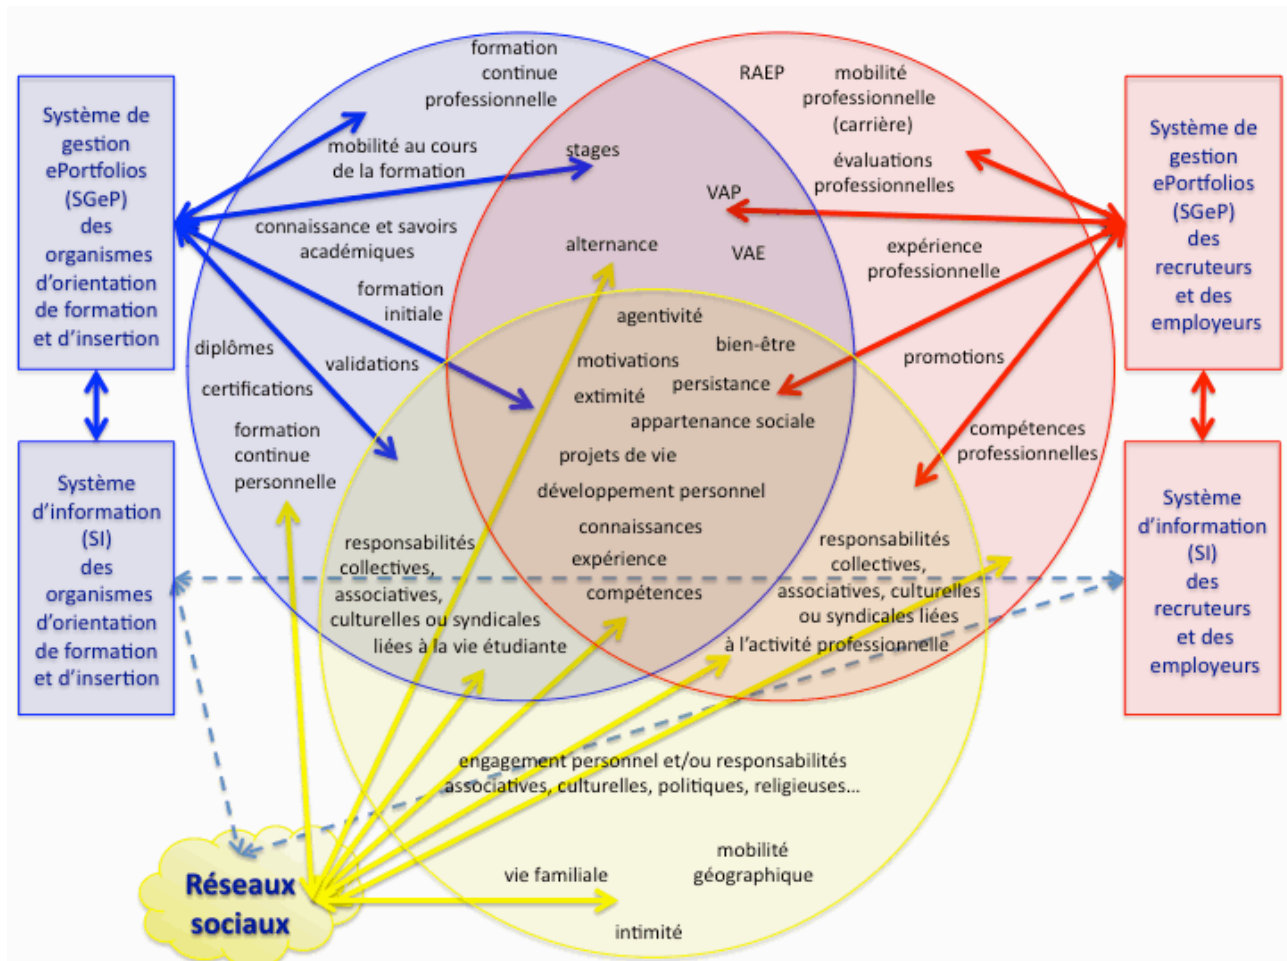 formation
continue
professionnelle
RAEP
mobilité
professionnelle
(carrière)
Système de
gestion
ePortfolios
(SGeP)
des
organismes
d'orientation
de formation
et d'insertion
mobilité au cours
de la formation
stages
évaluations
professionnelles
Système de
gestion
ePortfolios
(SGeP)
des
recruteurs
et des
employeurs
VAP
connaissance et savoirs
académiques
alternance
VAE
expérience
professionnelle
formation
initiale
agentivité
bien-être
diplômes
validations
motivations
promotions
certifications
extimité
persistance
appartenance sociale
formation
continue
personnelle
compétences
professionnelles
projets de vie
développement personnel
connaissances
expérience
compétences
Système
d'information
(SI)
des
organismes
d'orientation
de formation
et d'insertion
responsabilités
collectives,
associatives,
culturelles ou syndicales
liées à la vie étudiante
responsabilités
collectives,
associatives, culturelles
ou syndicales liées
à l'activité professionnelle
Système
d'information
(SI)
des
recruteurs
et des
employeurs
engagement personnel et/ou responsabilités
associatives, culturelles, politiques, religieuses...
Réseaux
sociaux
vie familiale
mobilité
géographique
intimité